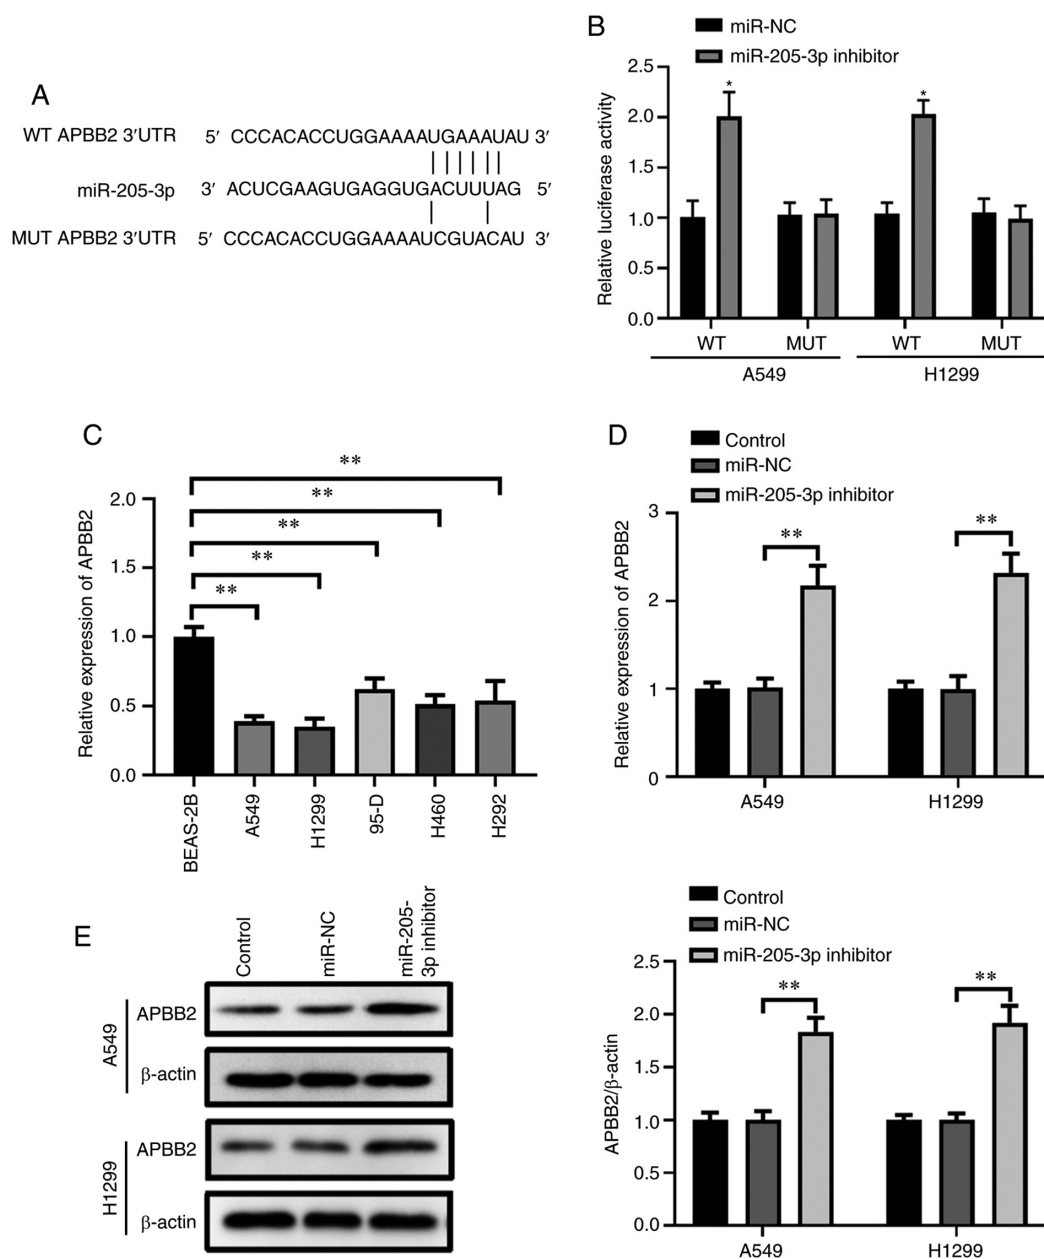 A
WT APBB2 3′UTR 5′ CCCACACCUGGAAAAUGAAAUAU 3′
miR-205-3p 3′ ACUCGAAGUGAGGUGACUUUAG 5′
MUT APBB2 3′UTR 5′ CCCACACCUGGAAAAUCGUACAU 3′
B
miR-NC
miR-205-3p inhibitor
Relative luciferase activity
2.5
2.0
1.5
1.0
0.5
0.0
* *
WT MUT WT MUT
A549 H1299
C
Relative expression of APBB2
2.0
1.5
1.0
0.5
0.0
**
**
**
**
**
BEAS-2B
A549
H1299
95-D
H460
H292
D
Control
miR-NC
miR-205-3p inhibitor
Relative expression of APBB2
3
2
1
0
** **
A549 H1299
E
Control
miR-NC
miR-205-
3p inhibitor
A549
APBB2
β-actin
H1299
APBB2
β-actin
Control
miR-NC
miR-205-3p inhibitor
APBB2/β-actin
2.5
2.0
1.5
1.0
0.5
0.0
** **
A549 H1299